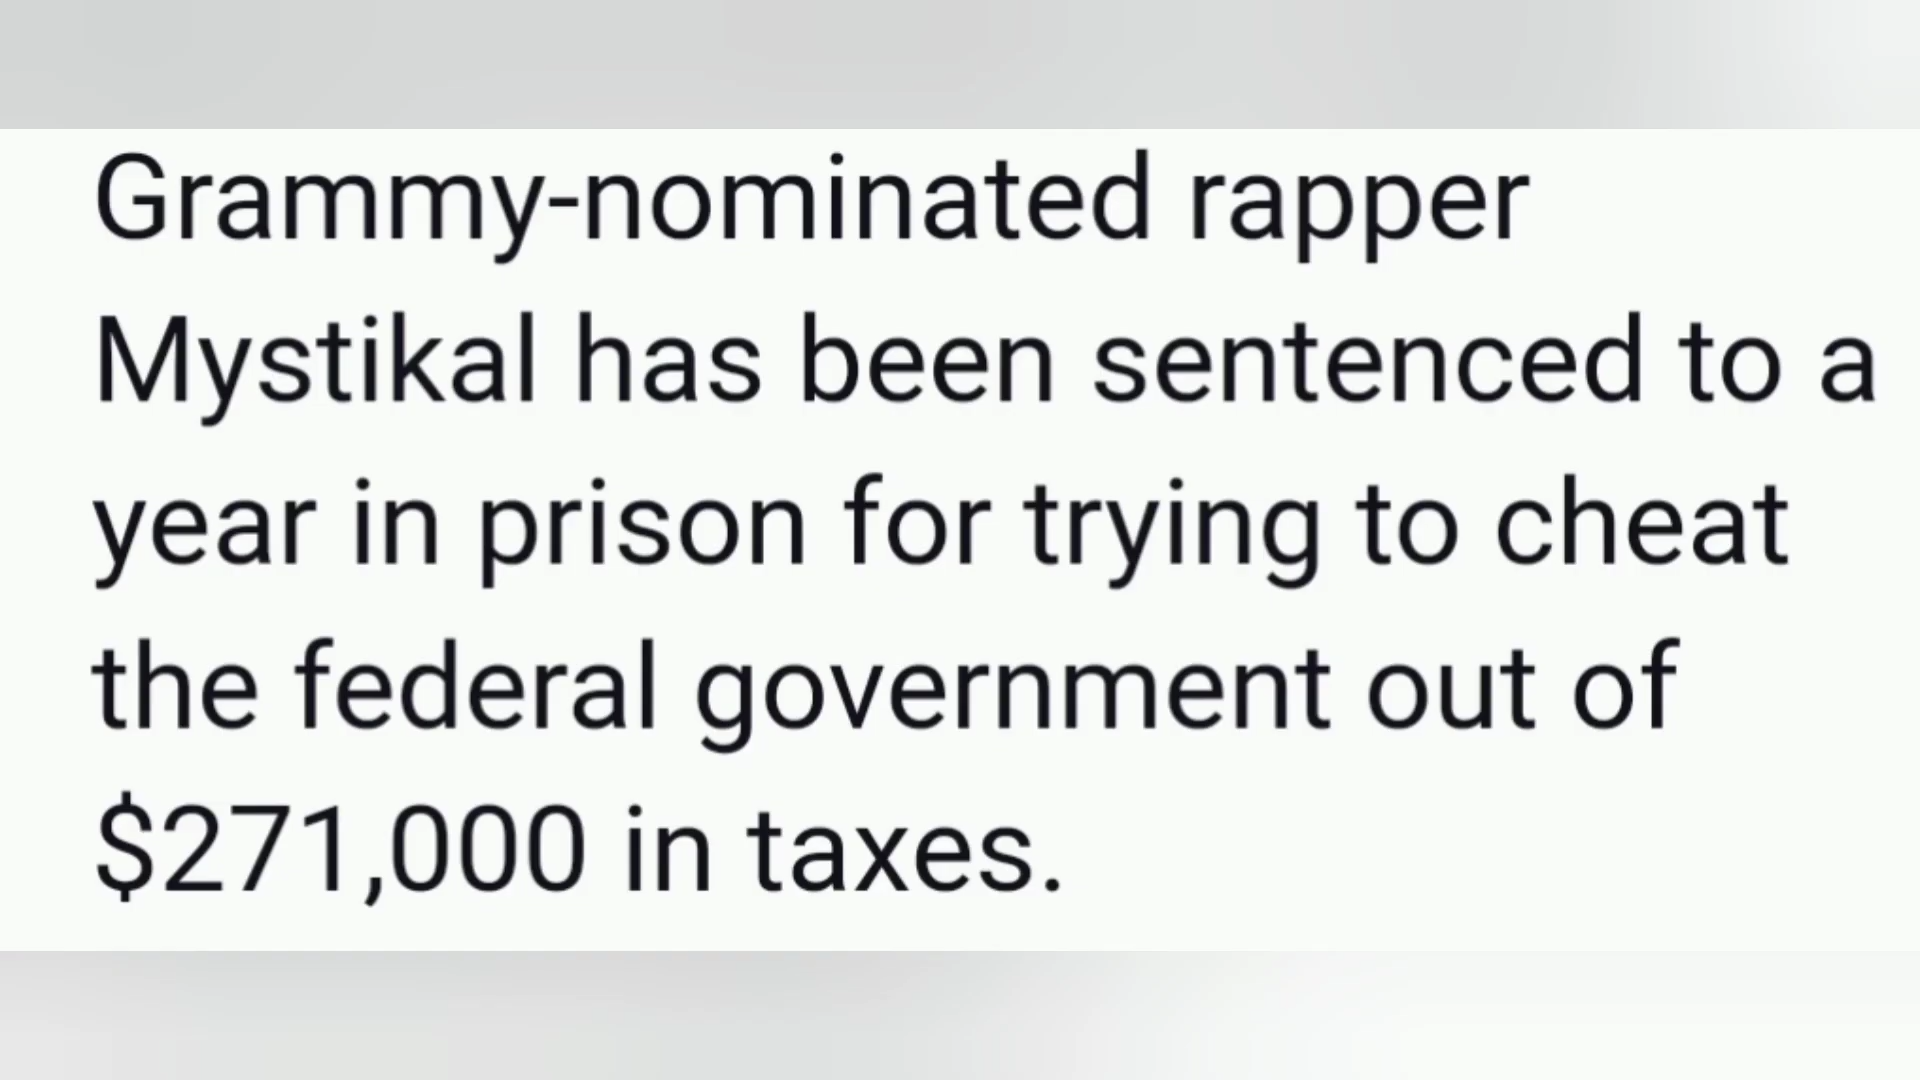 Grammy-nominated rapper
Mystikal has been sentenced to a
year in prison for trying to cheat
the federal government out of
$271,000 in taxes.